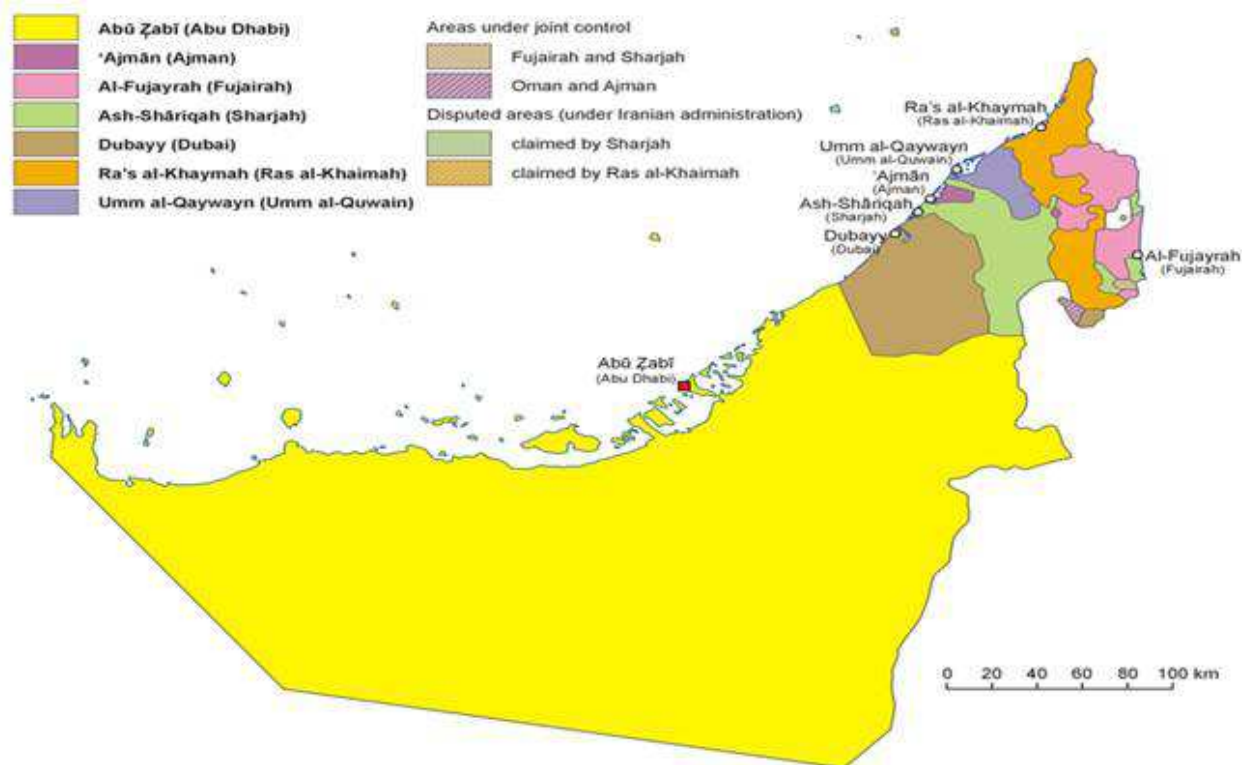 Abū Z̧abī (Abu Dhabi)
'Ajmān (Ajman)
Al-Fujayrah (Fujairah)
Ash-Shāriqah (Sharjah)
Dubayy (Dubai)
Ra's al-Khaymah (Ras al-Khaimah)
Umm al-Qaywayn (Umm al-Quwain)
Areas under joint control
Fujairah and Sharjah
Oman and Ajman
Disputed areas (under Iranian administration)
claimed by Sharjah
claimed by Ras al-Khaimah
Ra's al-Khaymah
(Ras al-Khaimah)
Umm al-Qaywayn
(Umm al-Quwain)
'Ajmān
(Ajman)
Ash-Shāriqah
(Sharjah)
Dubayy
(Dubai)
Al-Fujayrah
(Fujairah)
Abū Z̧abī
(Abu Dhabi)
0 20 40 60 80 100 km